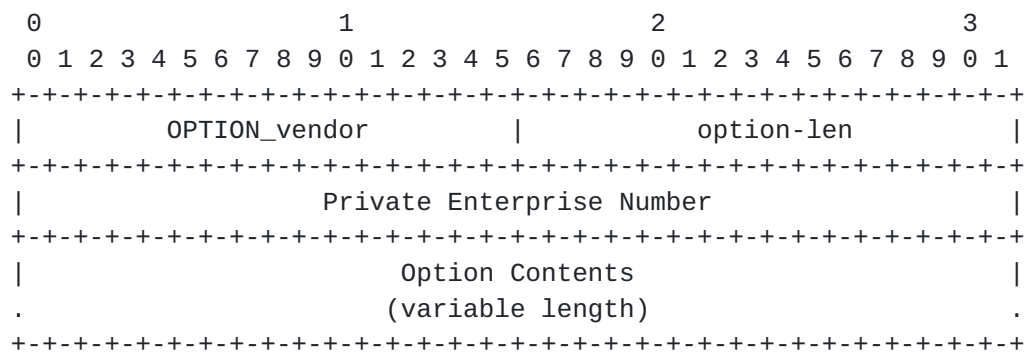 0                   1                   2                   3
 0 1 2 3 4 5 6 7 8 9 0 1 2 3 4 5 6 7 8 9 0 1 2 3 4 5 6 7 8 9 0 1
+-+-+-+-+-+-+-+-+-+-+-+-+-+-+-+-+-+-+-+-+-+-+-+-+-+-+-+-+-+-+-+-+
|         OPTION_vendor         |           option-len          |
+-+-+-+-+-+-+-+-+-+-+-+-+-+-+-+-+-+-+-+-+-+-+-+-+-+-+-+-+-+-+-+-+
|                   Private Enterprise Number                   |
+-+-+-+-+-+-+-+-+-+-+-+-+-+-+-+-+-+-+-+-+-+-+-+-+-+-+-+-+-+-+-+-+
|                        Option Contents                        |
.                       (variable length)                       .
+-+-+-+-+-+-+-+-+-+-+-+-+-+-+-+-+-+-+-+-+-+-+-+-+-+-+-+-+-+-+-+-+